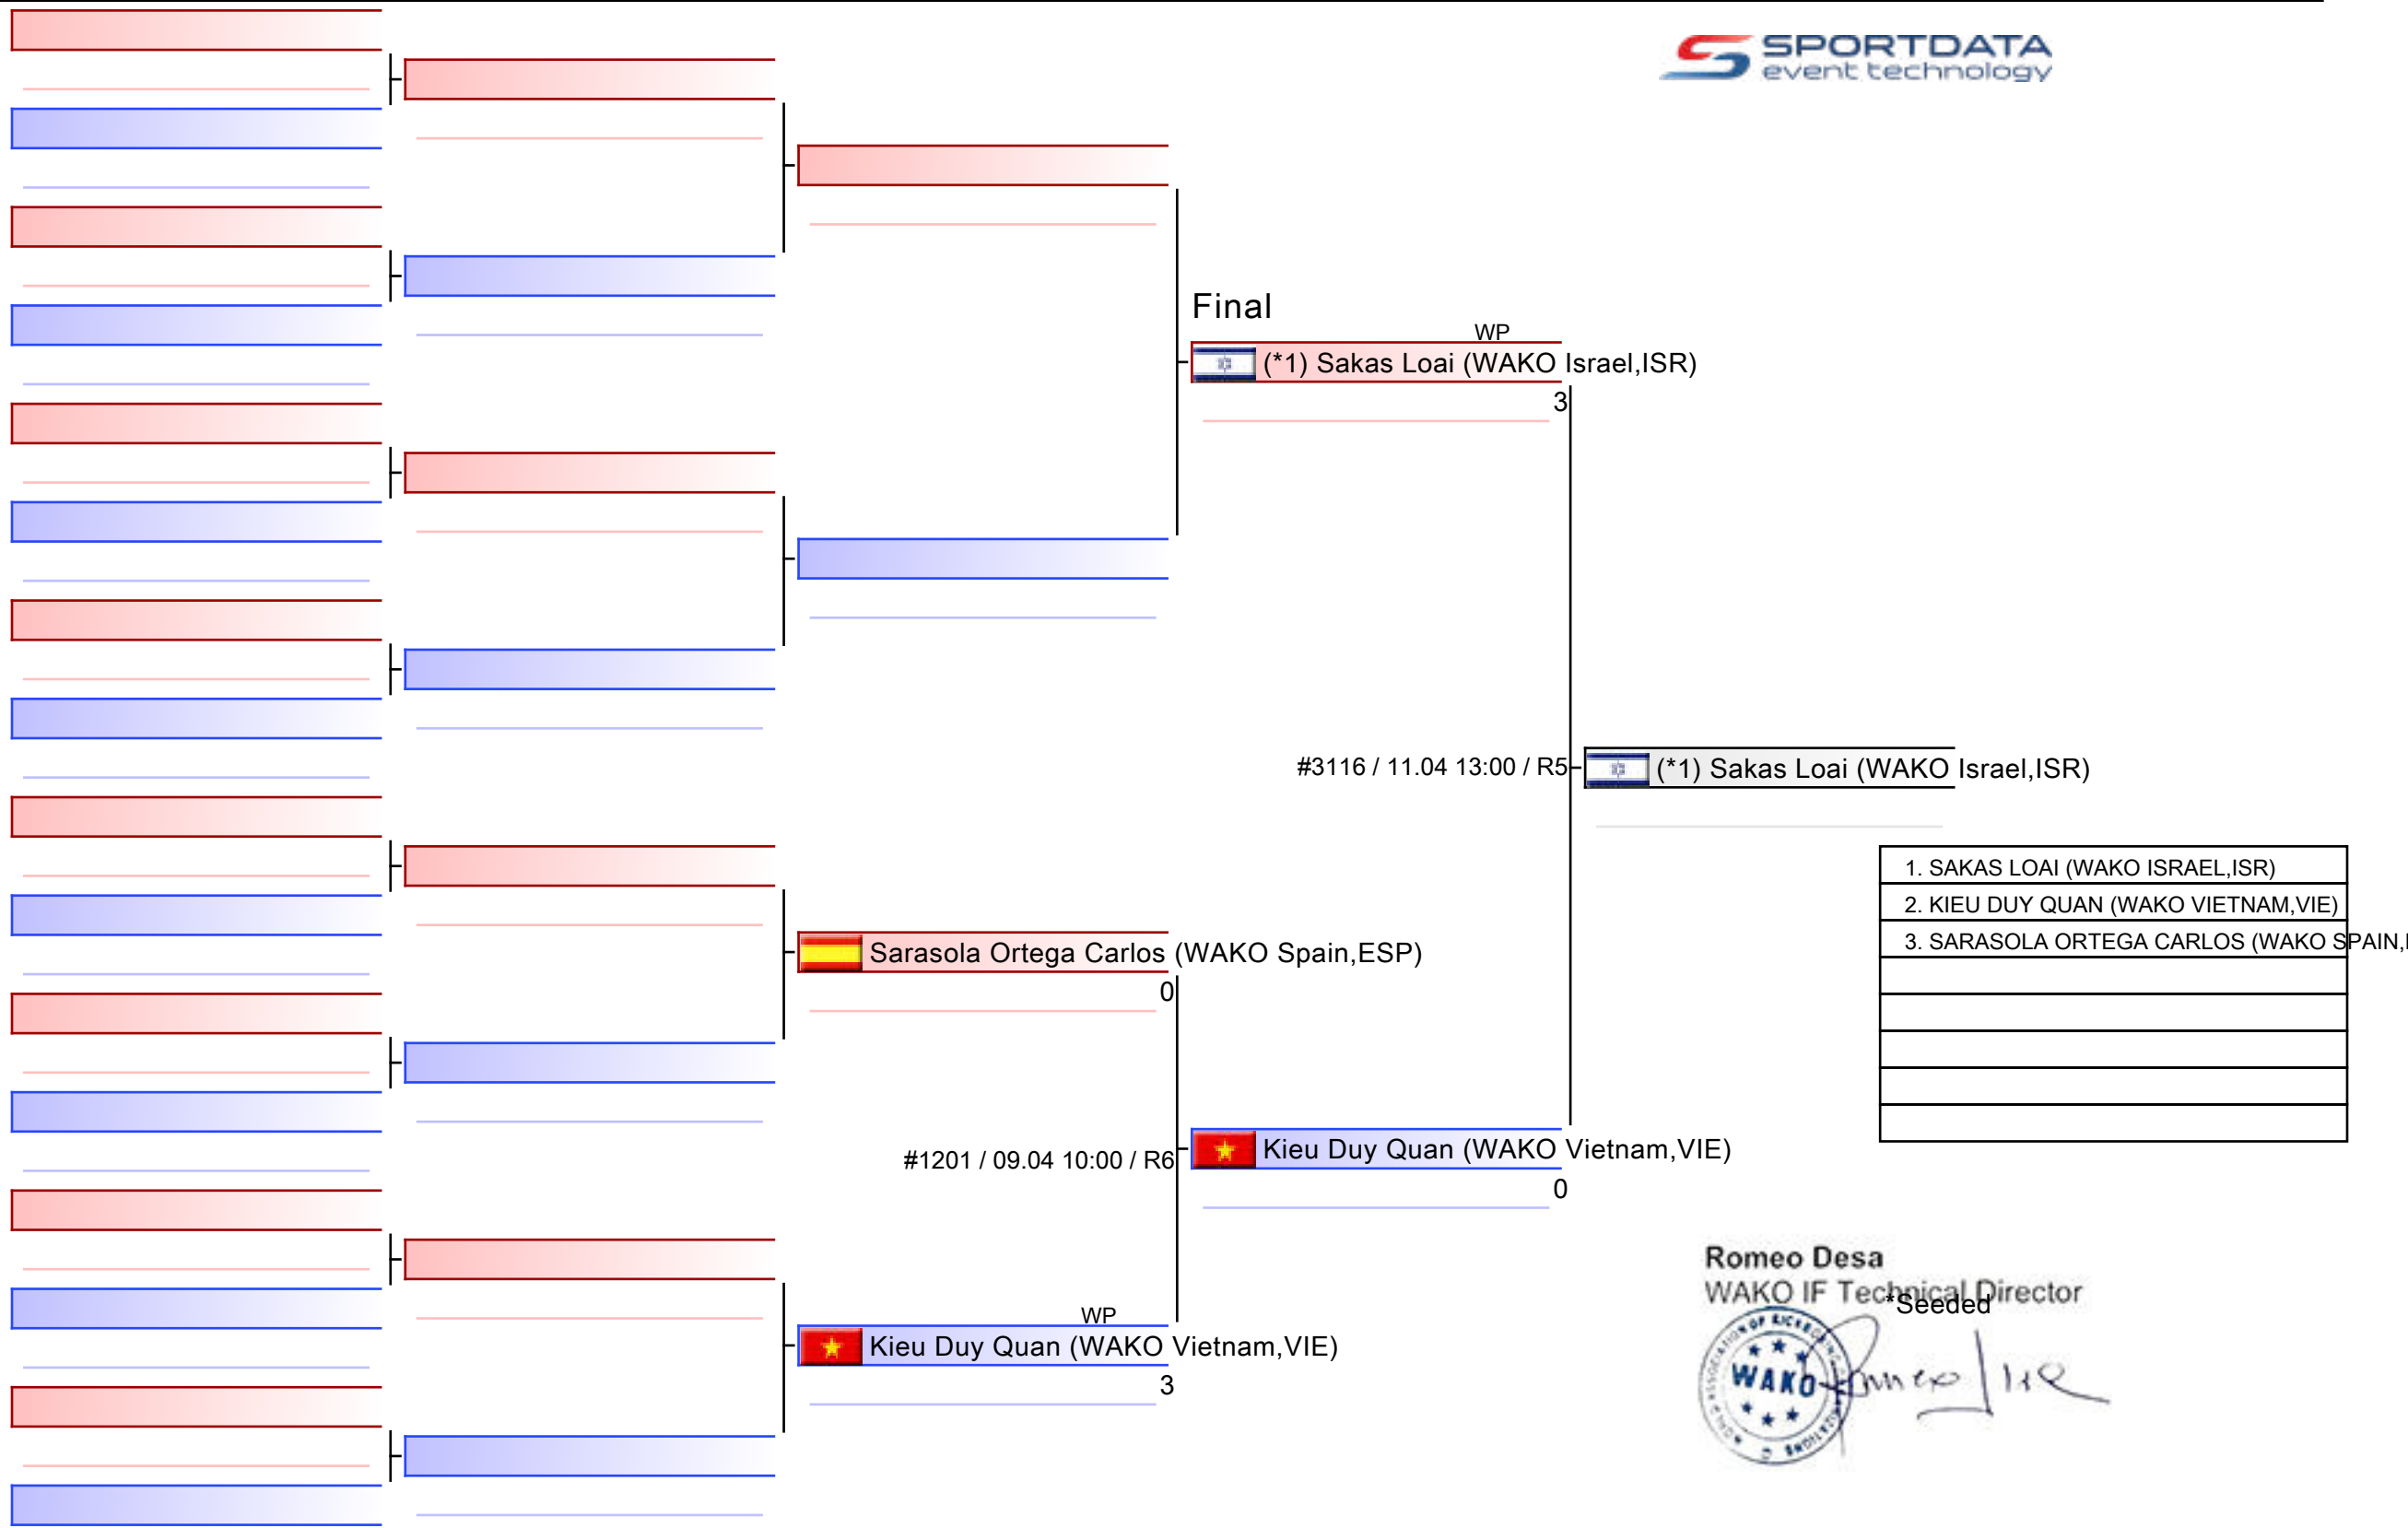 SPORTDATA
event technology
Final
WP
(*1) Sakas Loai (WAKO Israel,ISR)
3
#3116 / 11.04 13:00 / R5
(*1) Sakas Loai (WAKO Israel,ISR)
1. SAKAS LOAI (WAKO ISRAEL,ISR)
2. KIEU DUY QUAN (WAKO VIETNAM,VIE)
3. SARASOLA ORTEGA CARLOS (WAKO SPAIN,
Sarasola Ortega Carlos (WAKO Spain,ESP)
0
#1201 / 09.04 10:00 / R6
Kieu Duy Quan (WAKO Vietnam,VIE)
0
WP
Kieu Duy Quan (WAKO Vietnam,VIE)
3
Romeo Desa
WAKO IF Technical Director
*Seeded
WAKO